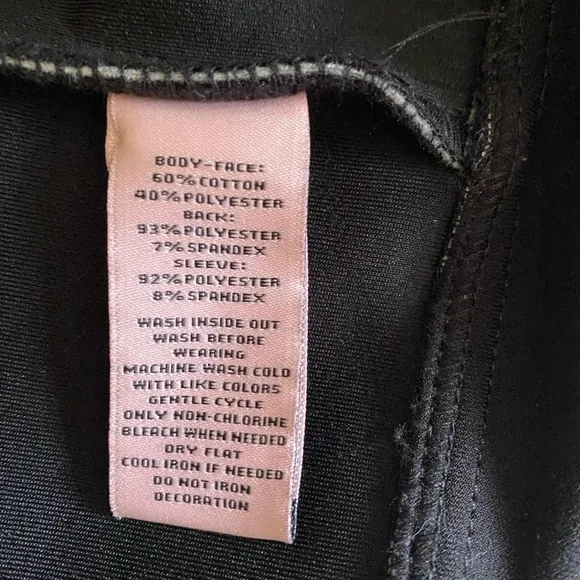 BODY-FACE:
60%COTTON
40%POLYESTER
BACK:
93%POLYESTER
7%SPANDEX
SLEEVE:
92%POLYESTER
8%SPANDEX
WASH INSIDE OUT
WASH BEFORE
WEARING
MACHINE WASH COLD
WITH LIKE COLORS
GENTLE CYCLE
ONLY NON-CHLORINE
BLEACH WHEN NEEDED
DRY FLAT
COOL IRON IF NEEDED
DO NOT IRON
DECORATION